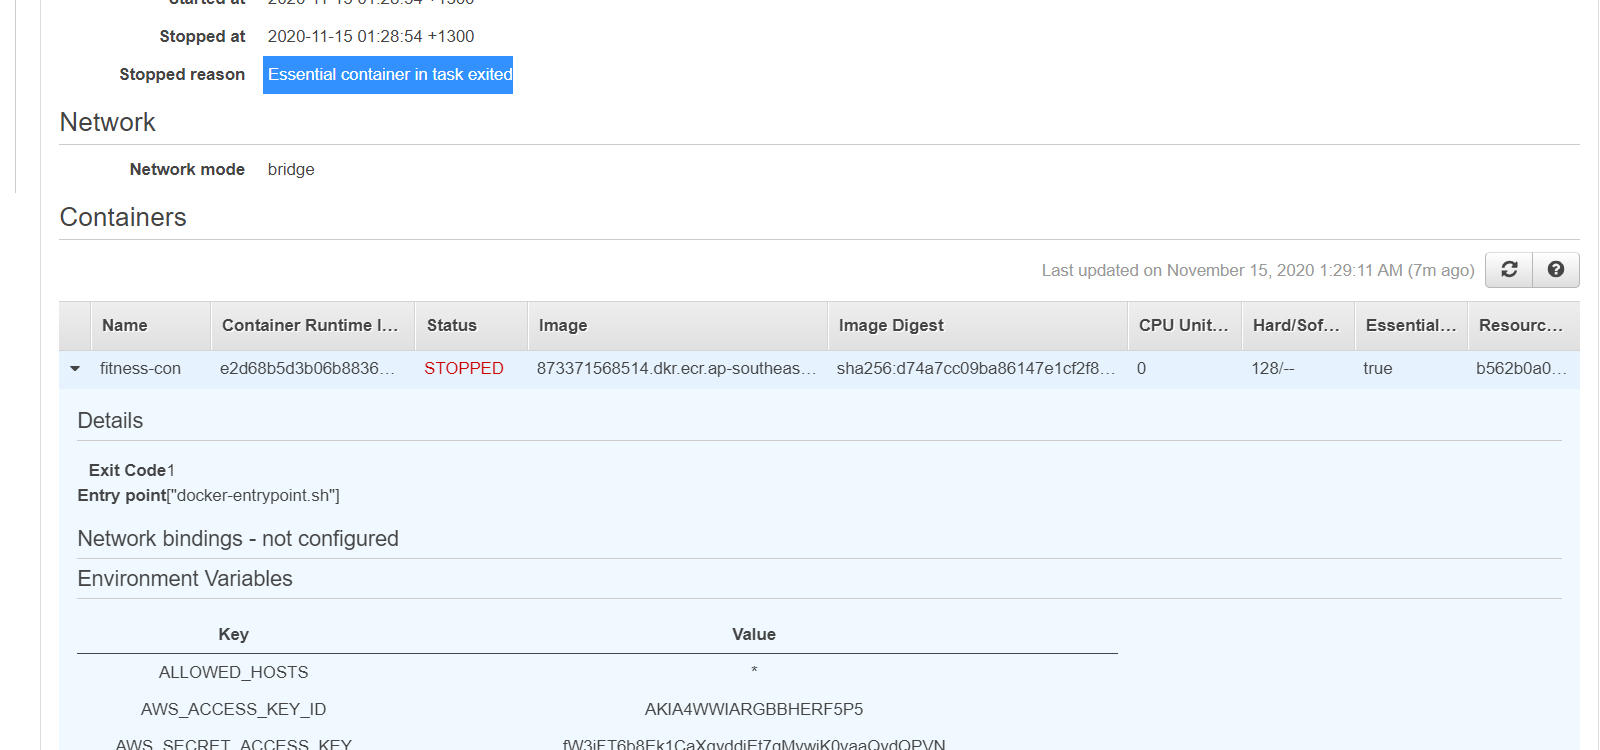 Started at
Stopped at 2020-11-15 01:28:54 +1300
Stopped reason Essential container in task exited
Network
Network mode bridge
Containers
Last updated on November 15, 2020 1:29:11 AM (7m ago)
Name Container Runtime I... Status Image Image Digest CPU Unit... Hard/Sof... Essential... Resourc...
fitness-con e2d68b5d3b06b8836... STOPPED 873371568514.dkr.ecr.ap-southeas... sha256:d74a7cc09ba86147e1cf2f8... 0 128/-- true b562b0a0...
Details
Exit Code1
Entry point["docker-entrypoint.sh"]
Network bindings - not configured
Environment Variables
Key Value
ALLOWED_HOSTS *
AWS_ACCESS_KEY_ID AKIA4WWIARGBBHERF5P5
AWS_SECRET_ACCESS_KEY